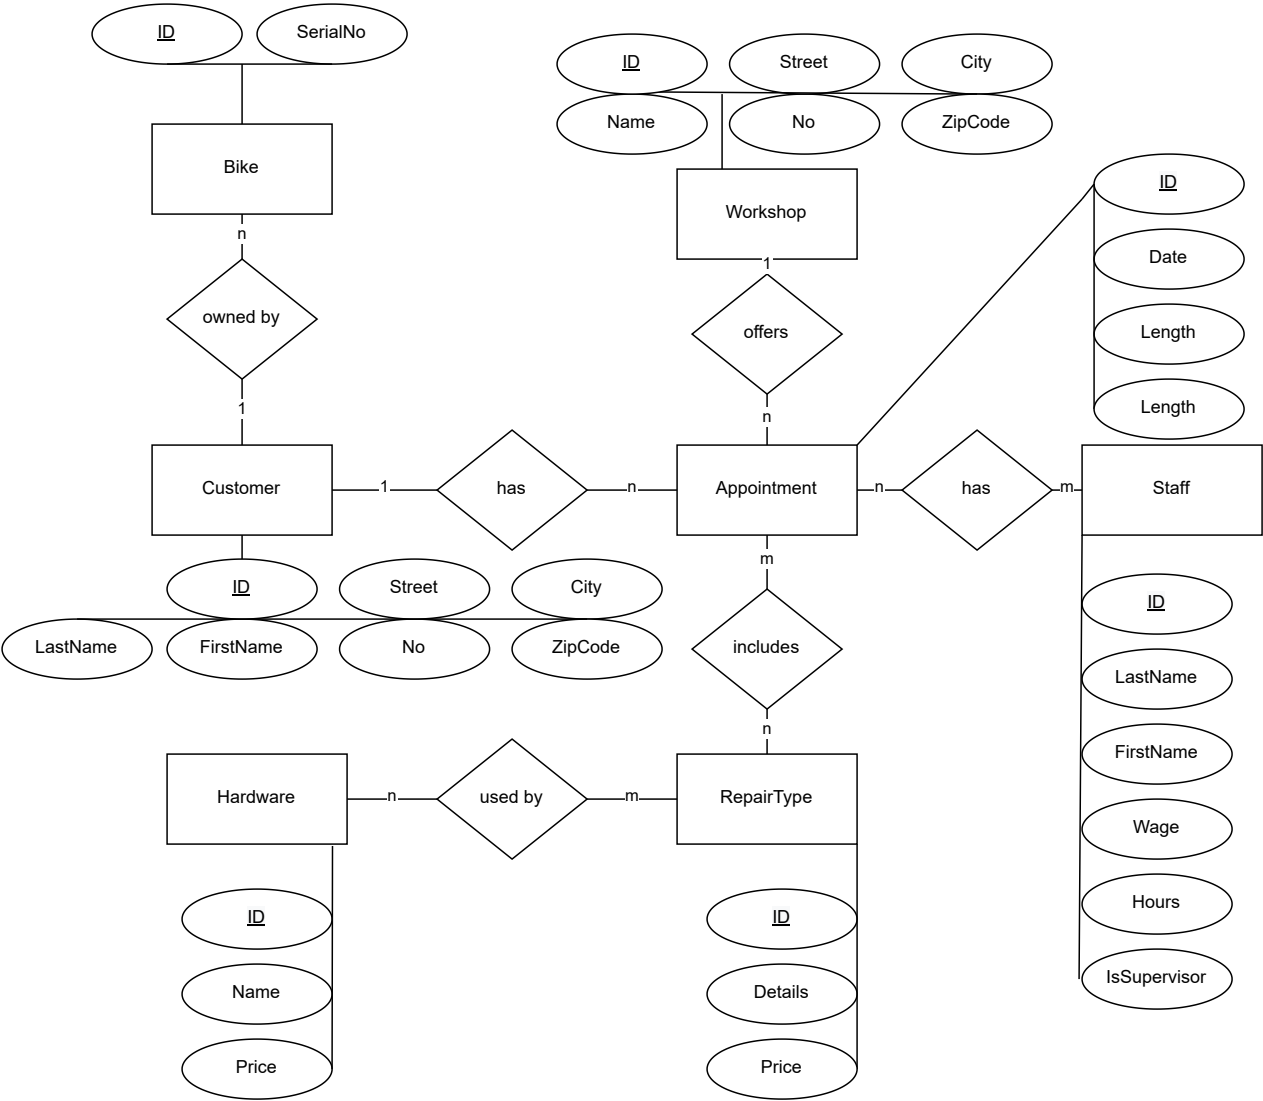 ID
SerialNo
ID
Street
City
Name
No
ZipCode
Bike
Workshop
ID
n
Date
1
owned by
offers
Length
1
n
Length
Customer
1
has
n
Appointment
n
has
m
Staff
m
ID
Street
City
ID
LastName
FirstName
No
ZipCode
includes
LastName
n
FirstName
Hardware
n
used by
m
RepairType
Wage
Hours
ID
ID
IsSupervisor
Name
Details
Price
Price